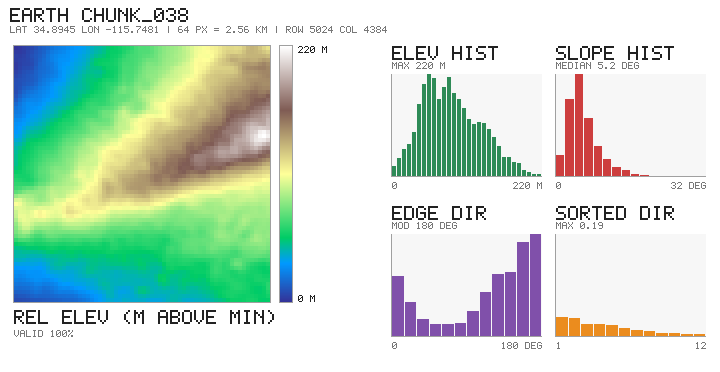 EARTH CHUNK_038
LAT 34.8945 LON -115.7481 | 64 PX = 2.56 KM | ROW 5024 COL 4384
220 M
0 M
REL ELEV (M ABOVE MIN)
VALID 100%
ELEV HIST
MAX 220 M
0 220 M
SLOPE HIST
MEDIAN 5.2 DEG
0 32 DEG
EDGE DIR
MOD 180 DEG
0 180 DEG
SORTED DIR
MAX 0.19
1 12